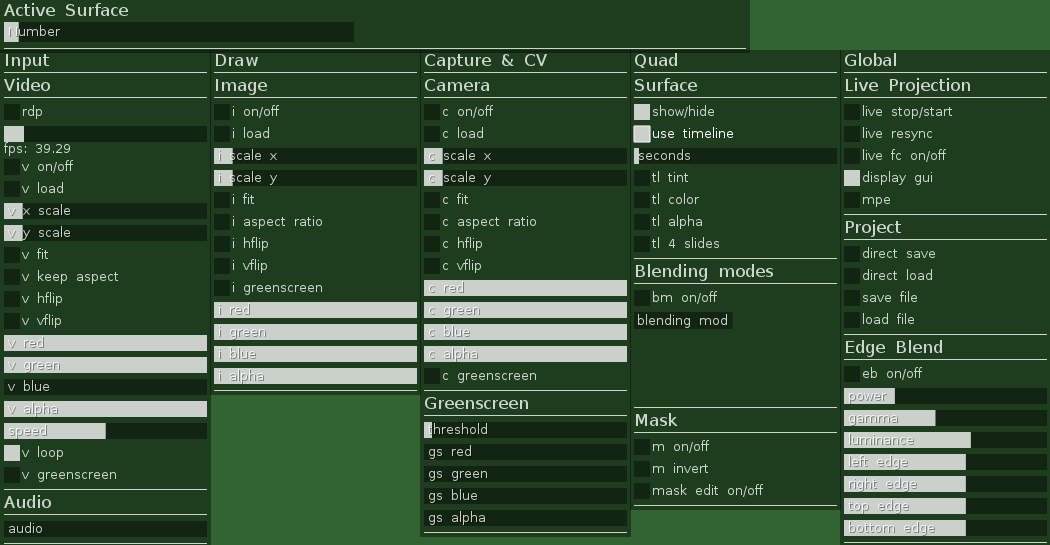 Active Surface
Number
Input
Video
rdp
fps: 39.29
v on/off
v load
v x scale
v y scale
v fit
v keep aspect
v hflip
v vflip
v red
v green
v blue
v alpha
speed
v loop
v greenscreen
Audio
audio
Draw
Image
i on/off
i load
i scale x
i scale y
i fit
i aspect ratio
i hflip
i vflip
i greenscreen
i red
i green
i blue
i alpha
Capture & CV
Camera
c on/off
c load
c scale x
c scale y
c fit
c aspect ratio
c hflip
c vflip
c red
c green
c blue
c alpha
c greenscreen
Greenscreen
threshold
gs red
gs green
gs blue
gs alpha
Quad
Surface
show/hide
use timeline
seconds
tl tint
tl color
tl alpha
tl 4 slides
Blending modes
bm on/off
blending mod
Mask
m on/off
m invert
mask edit on/off
Global
Live Projection
live stop/start
live resync
live fc on/off
display gui
mpe
Project
direct save
direct load
save file
load file
Edge Blend
eb on/off
power
gamma
luminance
left edge
right edge
top edge
bottom edge